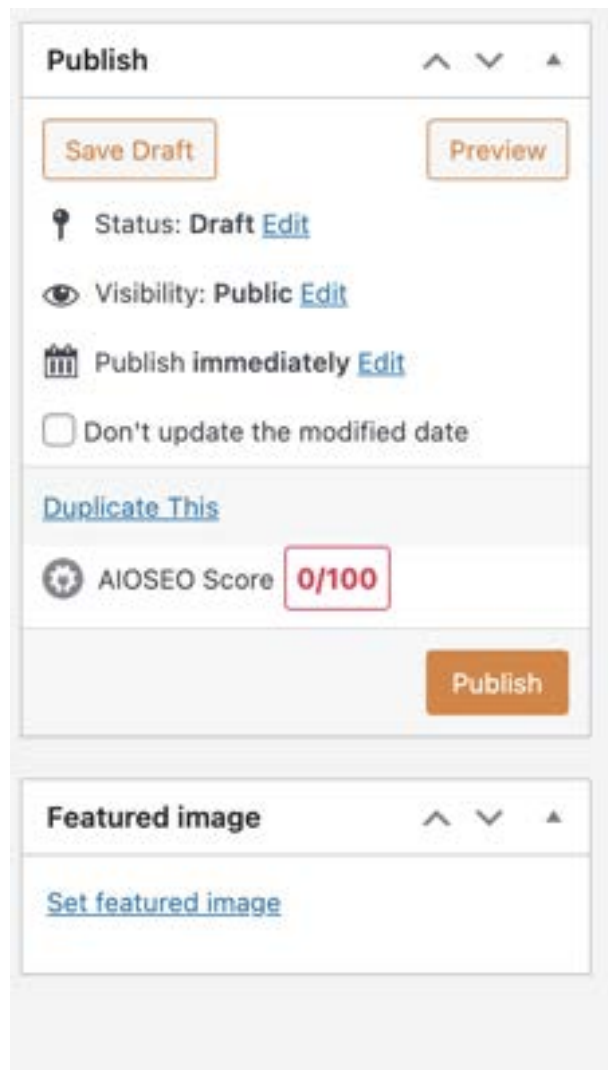 Publish
Save Draft Preview
Status: Draft Edit
Visibility: Public Edit
Publish immediately Edit
Don't update the modified date
Duplicate This
AIOSEO Score 0/100
Publish
Featured image
Set featured image